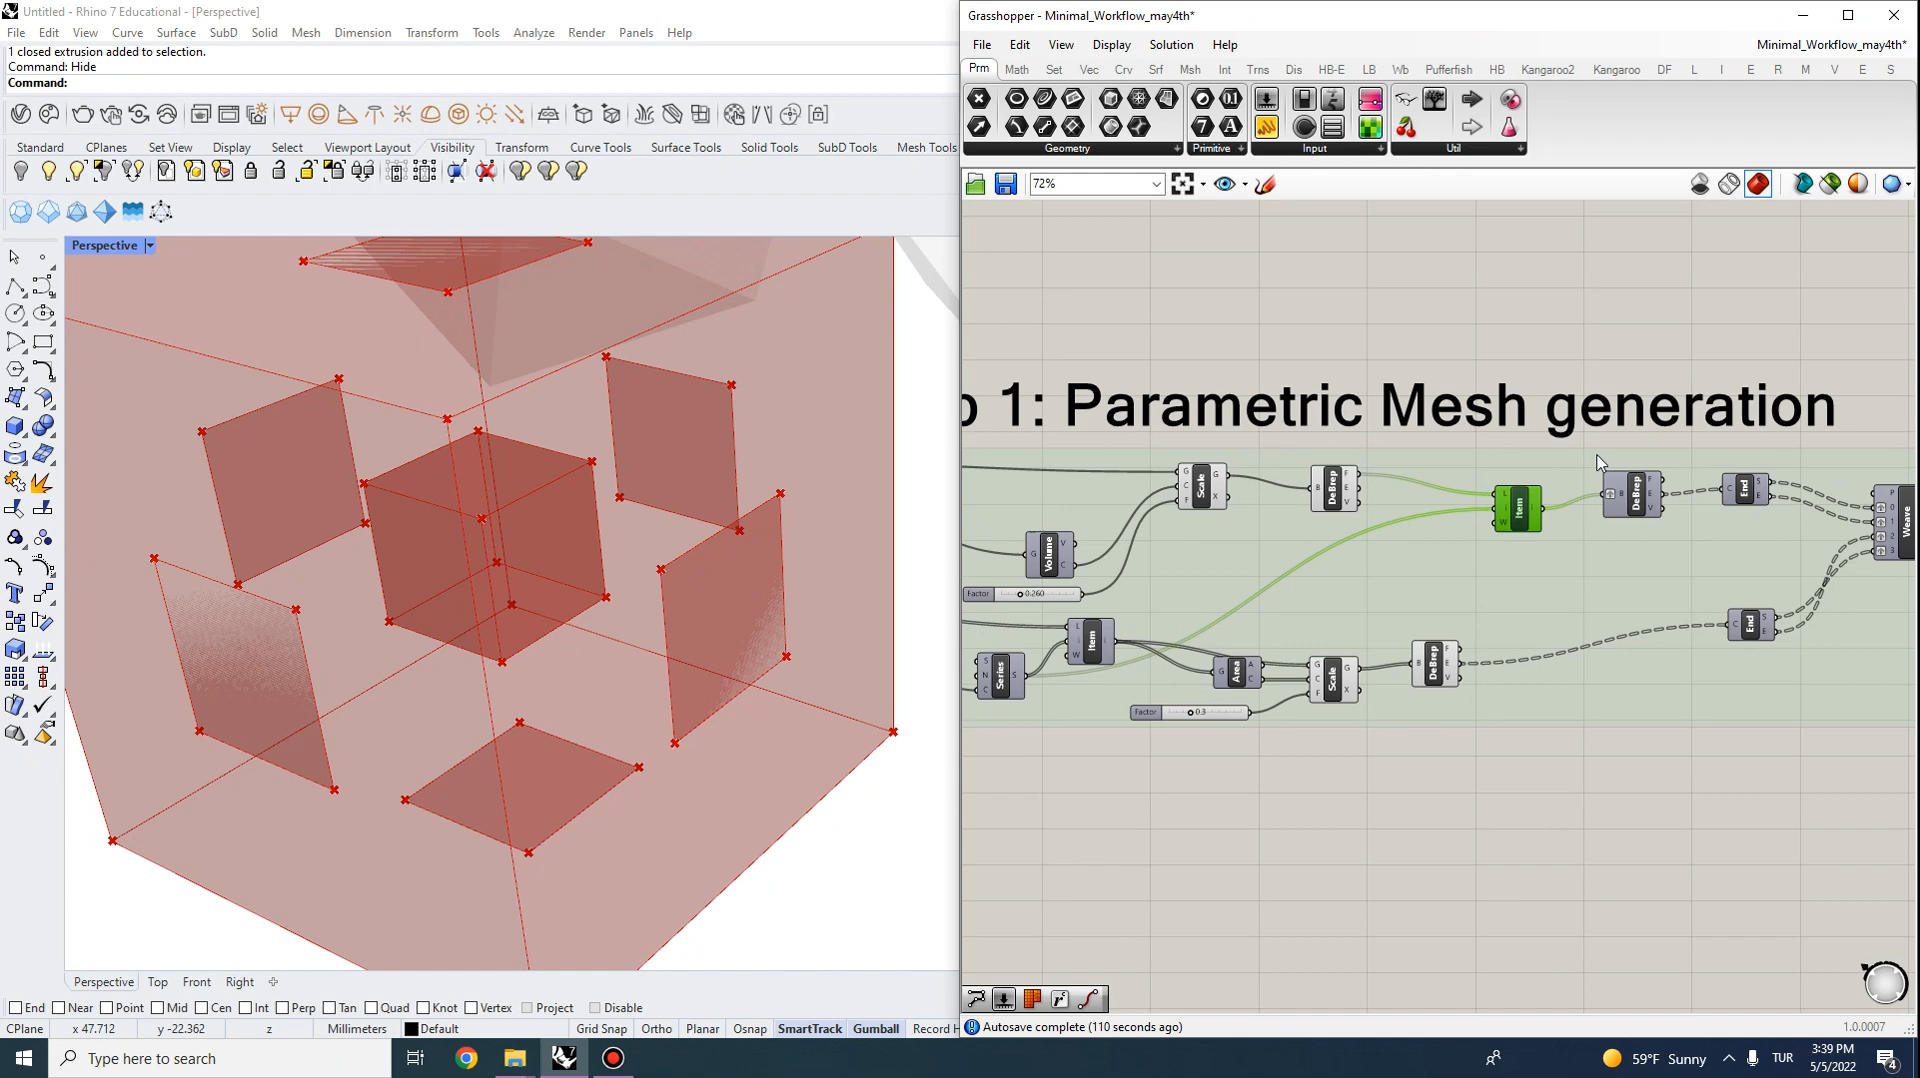 Untitled - Rhino 7 Educational - [Perspective]
File Edit View Curve Surface SubD Solid Mesh Dimension Transform Tools Analyze Render Panels Help
1 closed extrusion added to selection.
Command: Hide
Command:
Standard CPlanes Set View Display Select Viewport Layout Visibility Transform Curve Tools Surface Tools Solid Tools SubD Tools Mesh Tools
Perspective
Perspective Top Front Right
End Near Point Mid Cen Int Perp Tan Quad Knot Vertex Project Disable
CPlane x 47.712 y -22.362 z Millimeters Default Grid Snap Ortho Planar Osnap SmartTrack Gumball Record H
Grasshopper - Minimal_Workflow_may4th*
File Edit View Display Solution Help
Minimal_Workflow_may4th*
Prm Math Set Vec Crv Srf Msh Int Trns Dis HB-E LB Wb Pufferfish HB Kangaroo2 Kangaroo DF L I E R M V E S
Geometry Primitive Input Util
72%
p 1: Parametric Mesh generation
G C F Scale G X
B DeBrep F E V
L i W Item i
B DeBrep F E V
C End S E
P 0 1 2 3 Weave
G Volume V C
Factor 0.260
L i W Item i
C End S E
S N C Series S
G Area A C
G C F Scale G X
B DeBrep F E V
Factor 0.3
Autosave complete (110 seconds ago)
1.0.0007
Type here to search
59°F Sunny
TUR
3:39 PM
5/5/2022
4